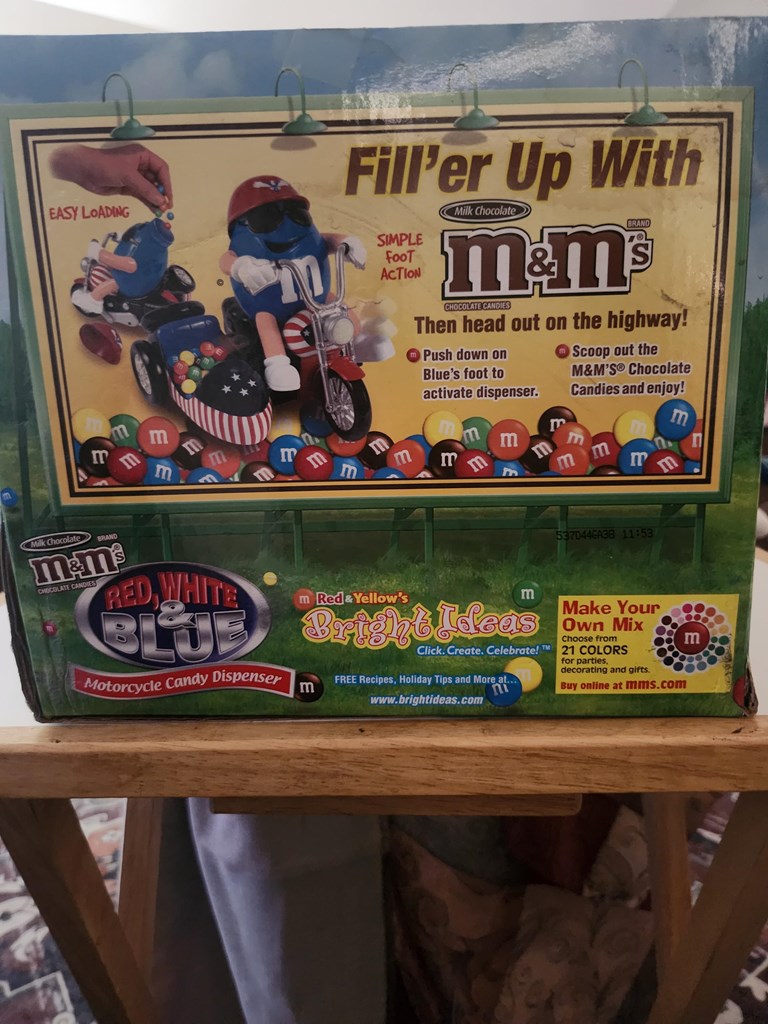 Fill'er Up With
EASY LOADING
Milk Chocolate
BRAND
m&m's®
CHOCOLATE CANDIES
SIMPLE
FOOT
ACTION
Then head out on the highway!
Push down on
Blue's foot to
activate dispenser.
Scoop out the
M&M'S® Chocolate
Candies and enjoy!
537D44GA38 11:53
Milk Chocolate
BRAND
m&m's
CHOCOLATE CANDIES
RED, WHITE
& BLUE
Motorcycle Candy Dispenser
Red & Yellow's
Bright Ideas
Click. Create. Celebrate!™
FREE Recipes, Holiday Tips and More at...
www.brightideas.com
Make Your
Own Mix
Choose from
21 COLORS
for parties,
decorating and gifts.
Buy online at mms.com